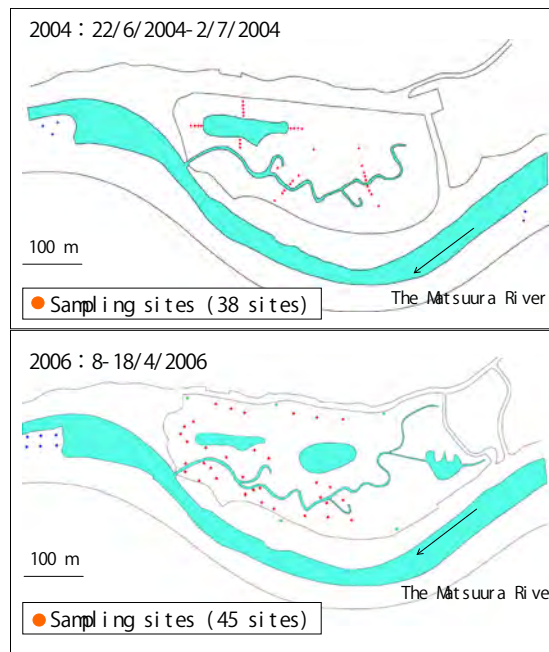 2004 : 22/6/2004-2/7/2004
100 m
The Matsuura River
Sampling sites (38 sites)
2006 : 8-18/4/2006
100 m
The Matsuura River
Sampling sites (45 sites)